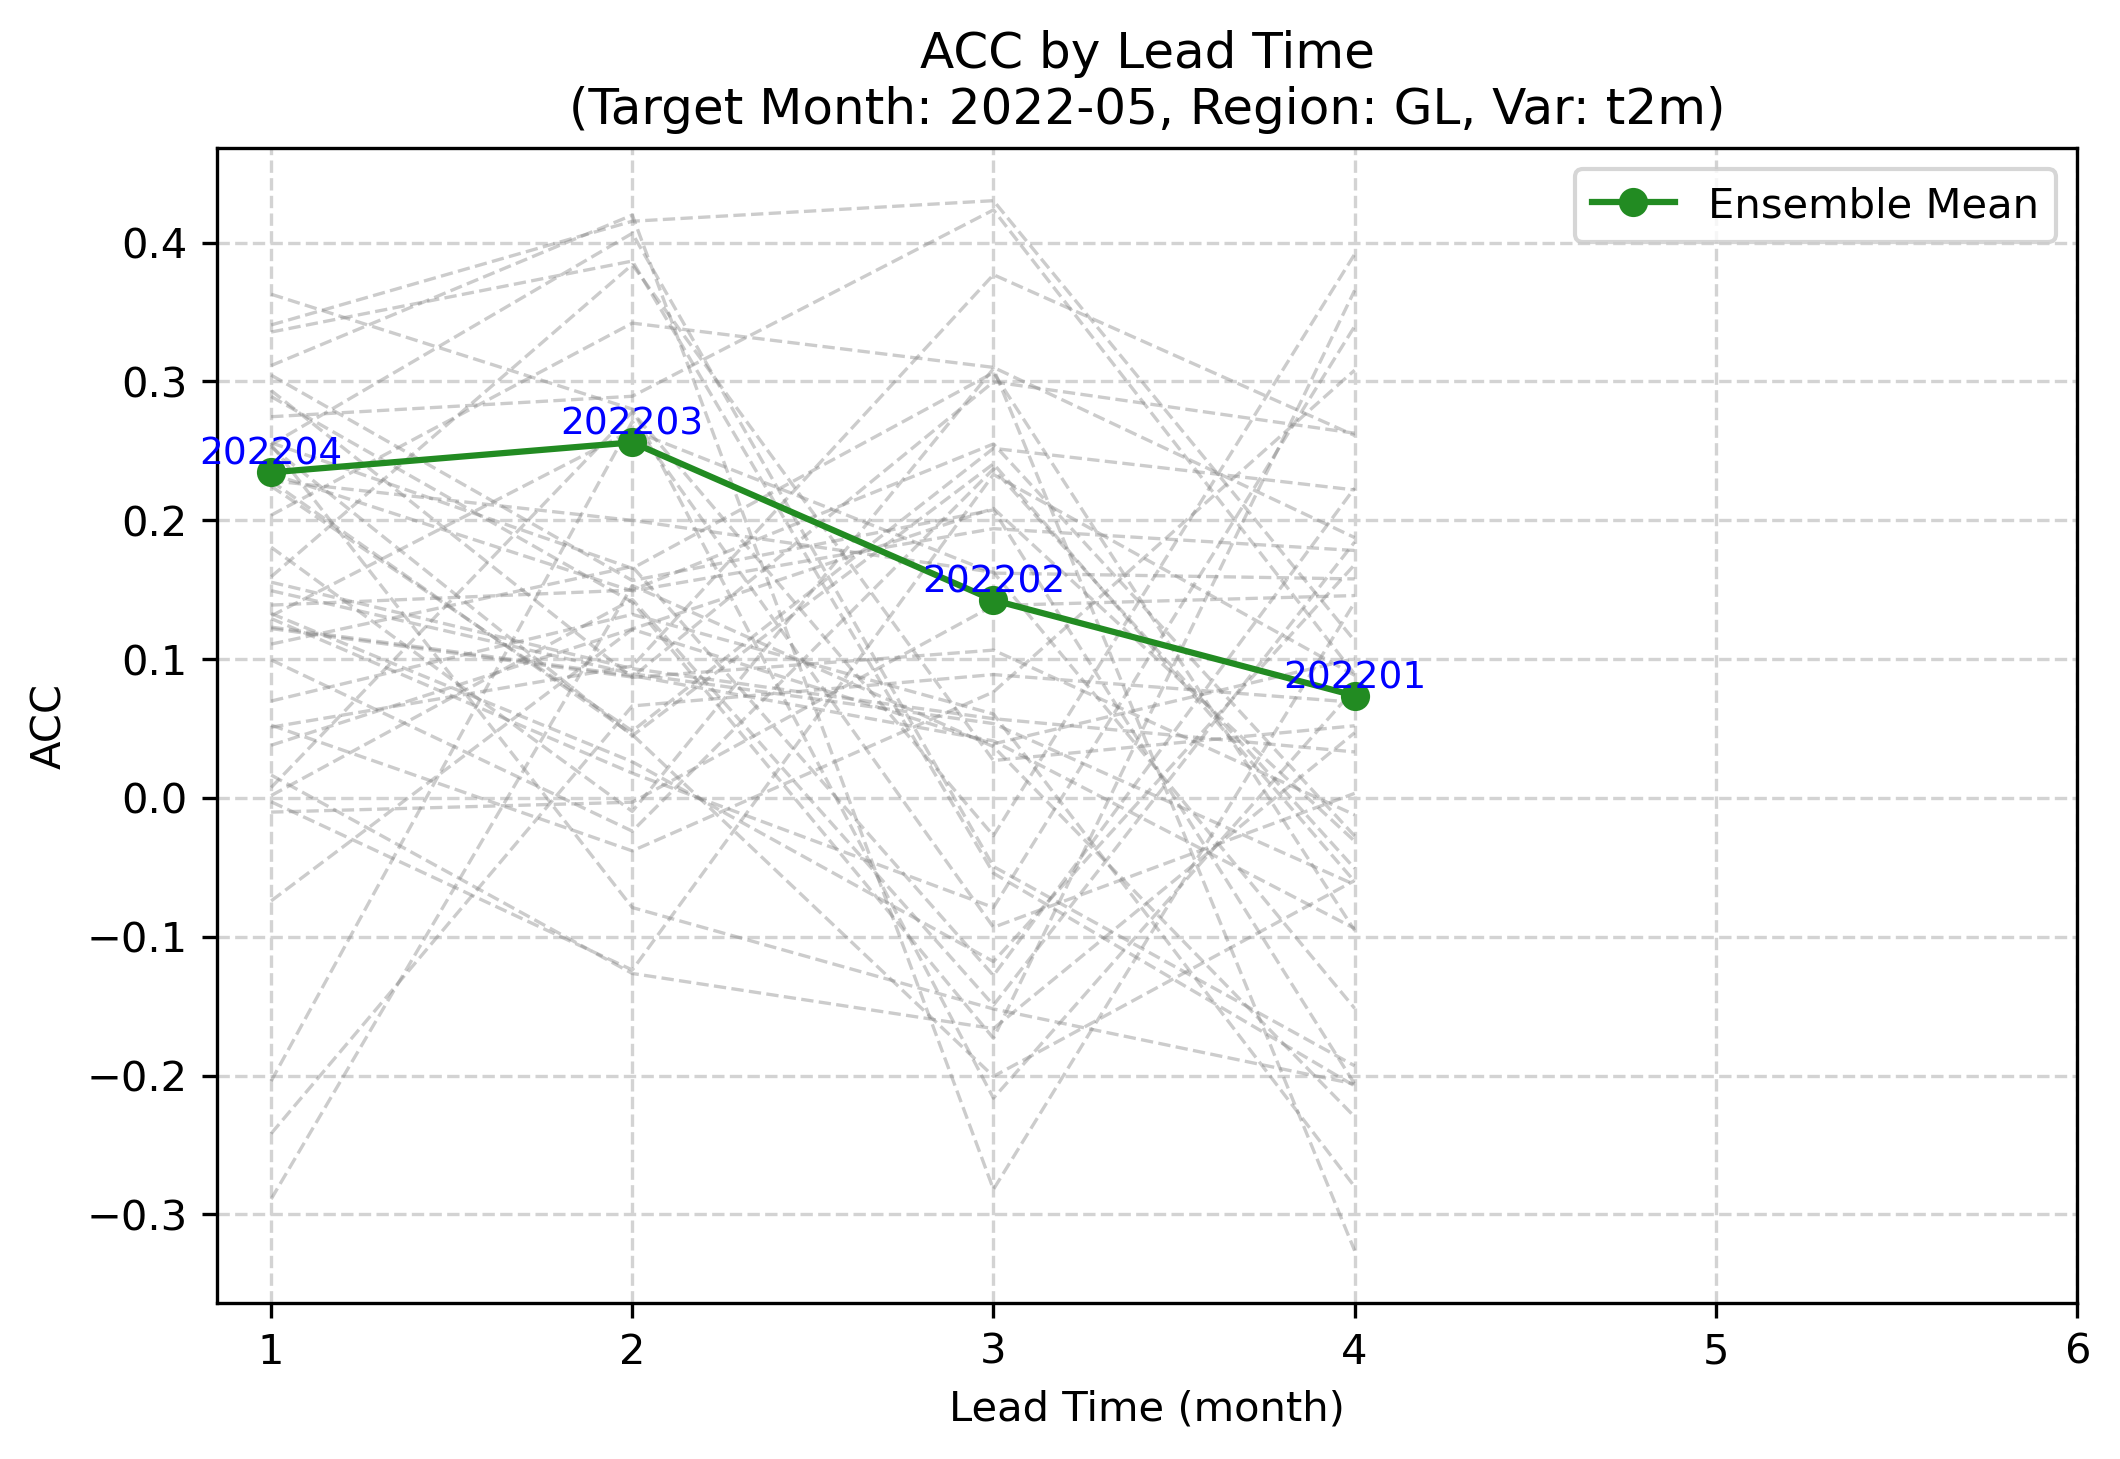 ACC by Lead Time
(Target Month: 2022-05, Region: GL, Var: t2m)
Ensemble Mean
0.4
0.3
0.2
0.1
0.0
−0.1
−0.2
−0.3
ACC
202204
202203
202202
202201
1 2 3 4 5 6
Lead Time (month)